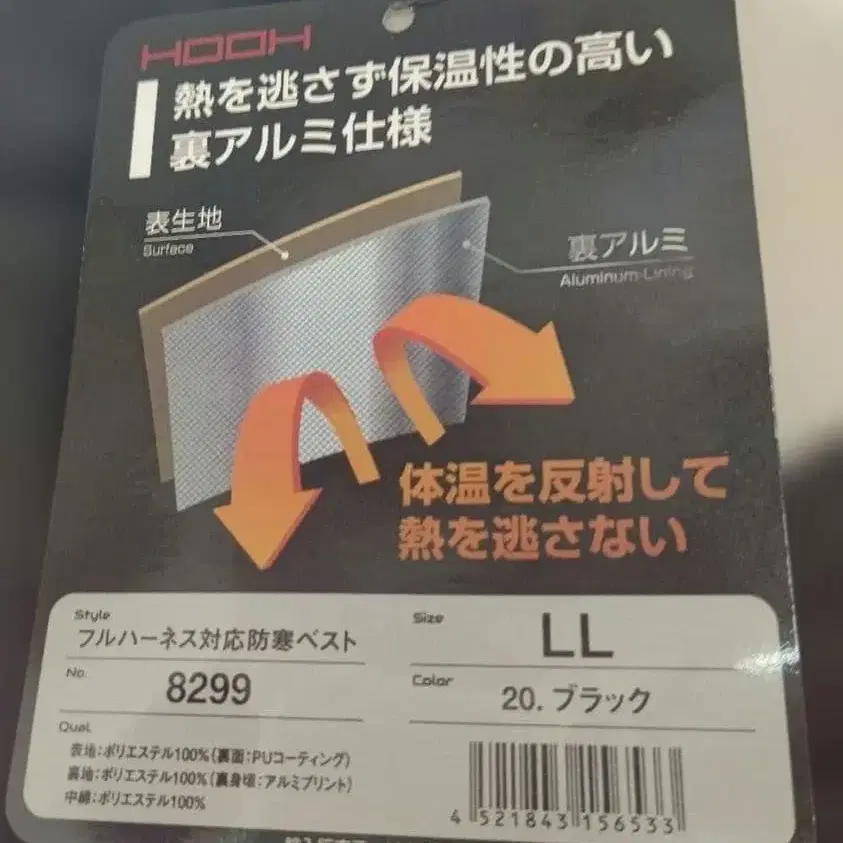 HOOH
熱を逃さず保温性の高い
裏アルミ仕様
表生地
Surface
裏アルミ
Aluminum-Lining
体温を反射して
熱を逃さない
Style
フルハーネス対応防寒ベスト
No.
8299
Size
LL
Color
20. ブラック
Qual.
表地:ポリエステル100%(裏面:PUコーティング)
裏地:ポリエステル100%(裏身頃:アルミプリント)
中綿:ポリエステル100%
4 521843 156533